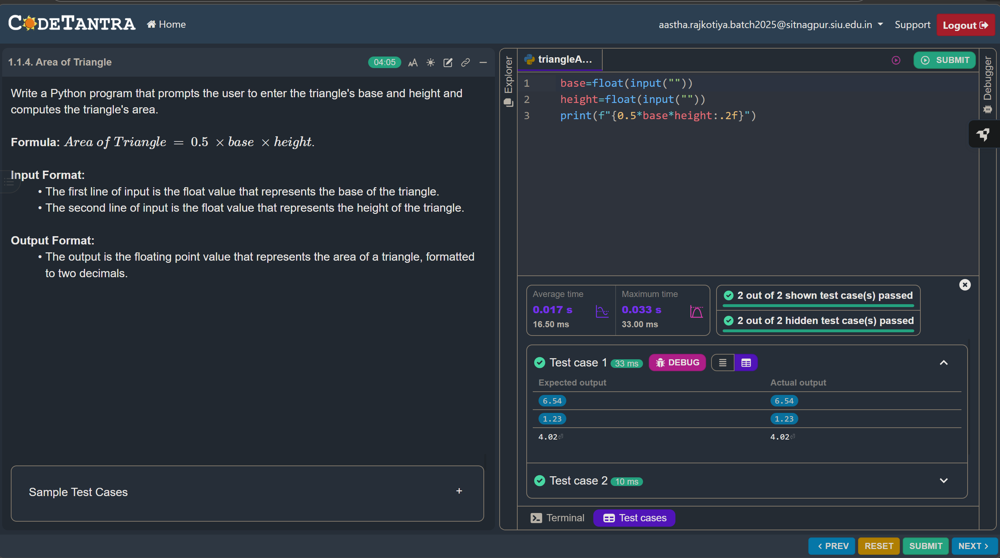 CODETANTRA
Home
aastha.rajkotiya.batch2025@sitnagpur.siu.edu.in
Support
Logout
1.1.4. Area of Triangle
04:05
AA
Write a Python program that prompts the user to enter the triangle's base and height and
computes the triangle's area.
Formula: Area of Triangle = 0.5 × base × height.
Input Format:
• The first line of input is the float value that represents the base of the triangle.
• The second line of input is the float value that represents the height of the triangle.
Output Format:
• The output is the floating point value that represents the area of a triangle, formatted
to two decimals.
Sample Test Cases
+
Explorer
triangleA...
SUBMIT
Debugger
1 base=float(input(""))
2 height=float(input(""))
3 print(f"{0.5*base*height:.2f}")
Average time
0.017 s
16.50 ms
Maximum time
0.033 s
33.00 ms
2 out of 2 shown test case(s) passed
2 out of 2 hidden test case(s) passed
Test case 1 33 ms DEBUG
Expected output Actual output
6.54 6.54
1.23 1.23
4.02⏎ 4.02⏎
Test case 2 10 ms
Terminal
Test cases
< PREV
RESET
SUBMIT
NEXT >